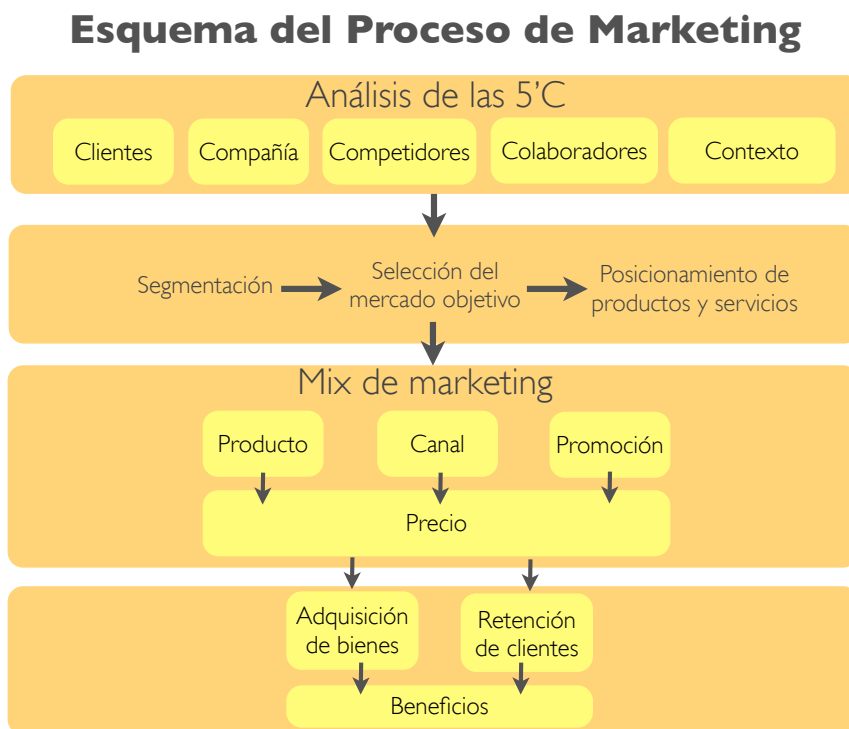 Esquema del Proceso de Marketing
Análisis de las 5'C
Clientes
Compañía
Competidores
Colaboradores
Contexto
Segmentación
Selección del
mercado objetivo
Posicionamiento de
productos y servicios
Mix de marketing
Producto
Canal
Promoción
Precio
Adquisición
de bienes
Retención
de clientes
Beneficios